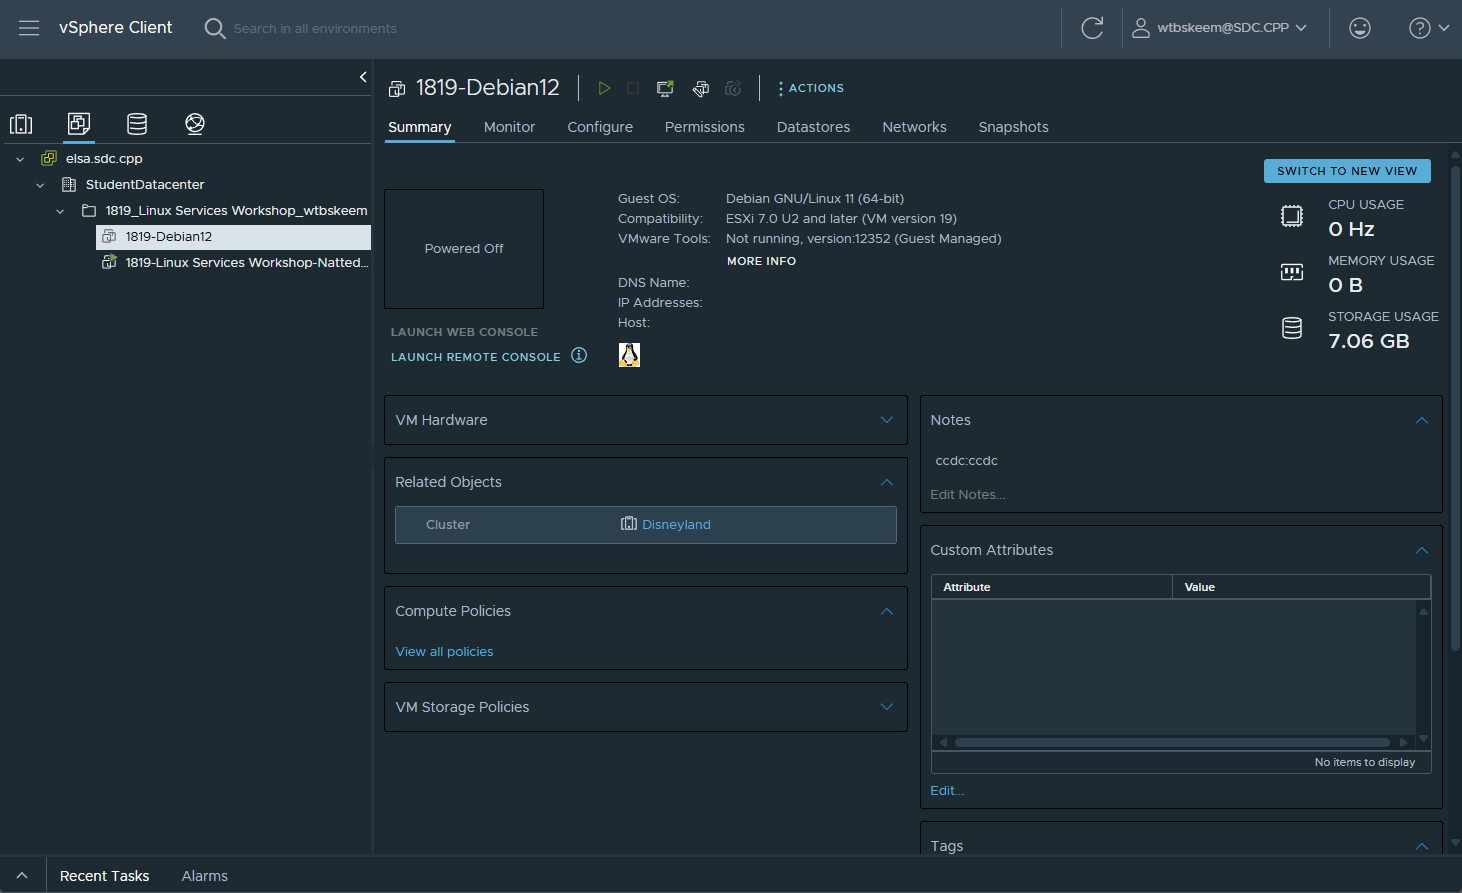 vSphere Client
Search in all environments
wtbskeem@SDC.CPP
1819-Debian12
ACTIONS
Summary
Monitor
Configure
Permissions
Datastores
Networks
Snapshots
elsa.sdc.cpp
StudentDatacenter
1819_Linux Services Workshop_wtbskeem
1819-Debian12
1819-Linux Services Workshop-Natted...
SWITCH TO NEW VIEW
Powered Off
LAUNCH WEB CONSOLE
LAUNCH REMOTE CONSOLE
Guest OS: Debian GNU/Linux 11 (64-bit)
Compatibility: ESXi 7.0 U2 and later (VM version 19)
VMware Tools: Not running, version:12352 (Guest Managed)
MORE INFO
DNS Name:
IP Addresses:
Host:
CPU USAGE
0 Hz
MEMORY USAGE
0 B
STORAGE USAGE
7.06 GB
VM Hardware
Related Objects
Cluster Disneyland
Compute Policies
View all policies
VM Storage Policies
Notes
ccdc:ccdc
Edit Notes...
Custom Attributes
Attribute Value
No items to display
Edit...
Tags
Recent Tasks
Alarms